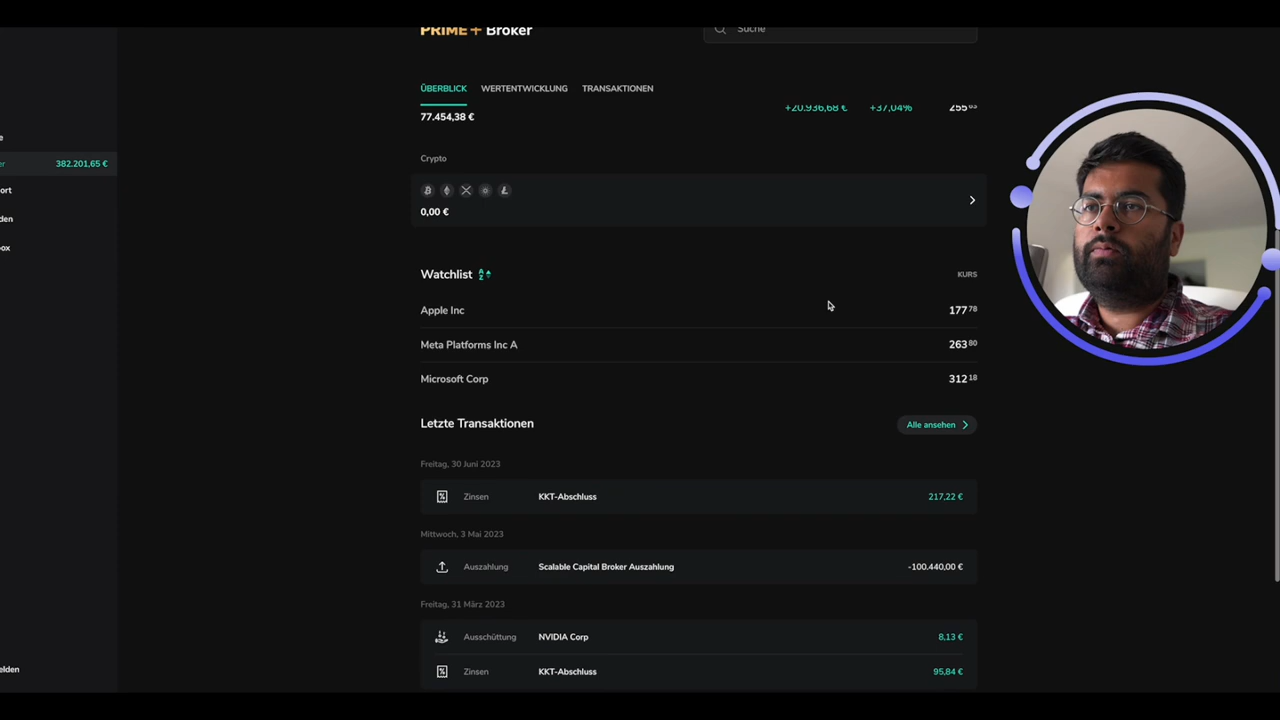 PRIME+ Broker
Suche
ÜBERBLICK WERTENTWICKLUNG TRANSAKTIONEN
+20.936,68 € +37,04%
77.454,38 €
382.201,65 €
Crypto
0,00 €
Watchlist KURS
Apple Inc 177 78
Meta Platforms Inc A 263 80
Microsoft Corp 312 18
Letzte Transaktionen Alle ansehen
Freitag, 30 Juni 2023
Zinsen KKT-Abschluss 217,22 €
Mittwoch, 3 Mai 2023
Auszahlung Scalable Capital Broker Auszahlung -100.440,00 €
Freitag, 31 März 2023
Ausschüttung NVIDIA Corp 8,13 €
Zinsen KKT-Abschluss 95,84 €